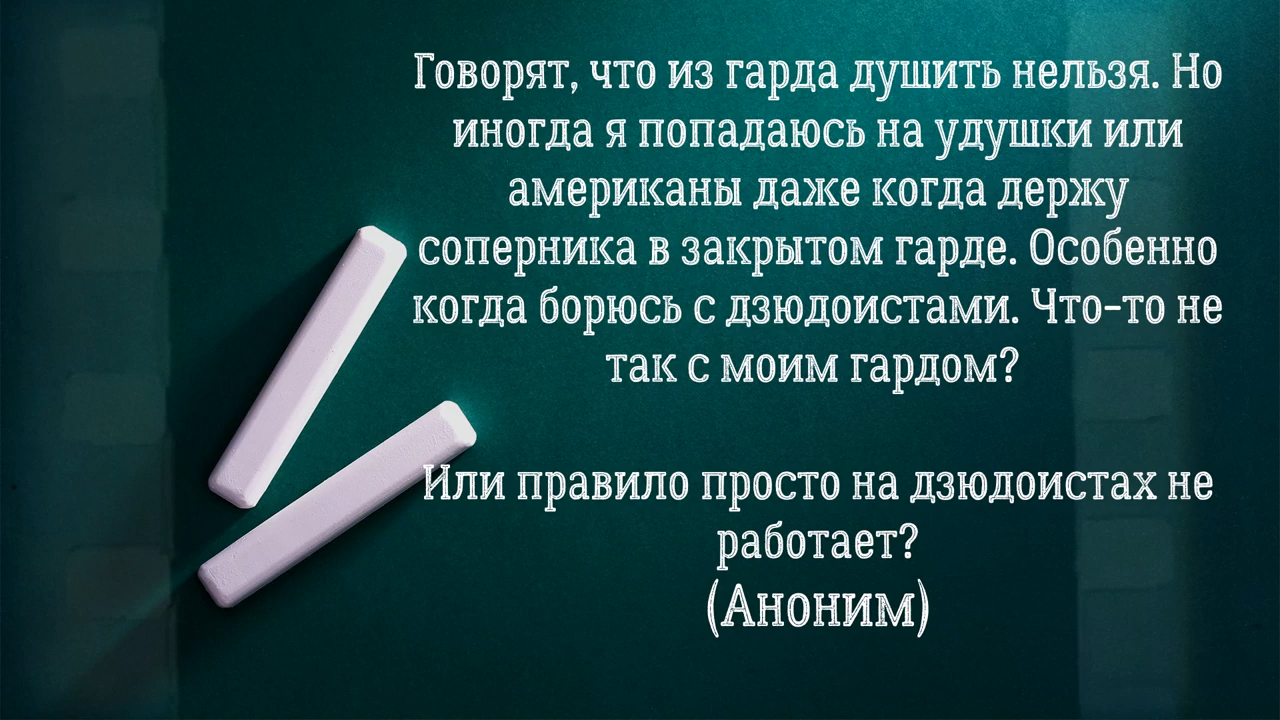 Говорят, что из гарда душить нельзя. Но
иногда я попадаюсь на удушки или
американы даже когда держу
соперника в закрытом гарде. Особенно
когда борюсь с дзюдоистами. Что-то не
так с моим гардом?
Или правило просто на дзюдоистах не
работает?
(Аноним)